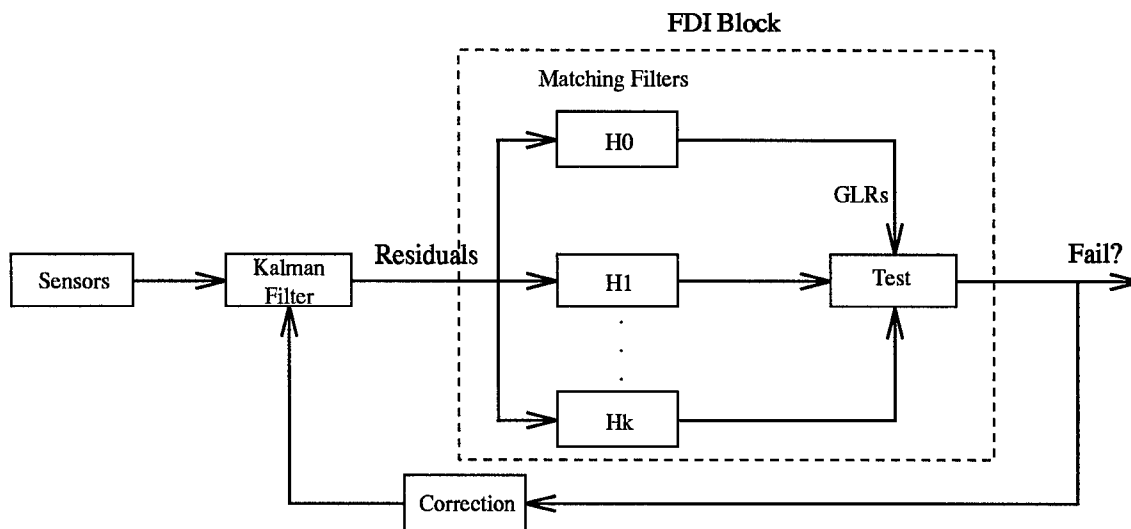 FDI Block
Matching Filters
H0
GLRs
Residuals
Fail?
Sensors
Kalman
Filter
H1
Test
.
.
.
Hk
Correction